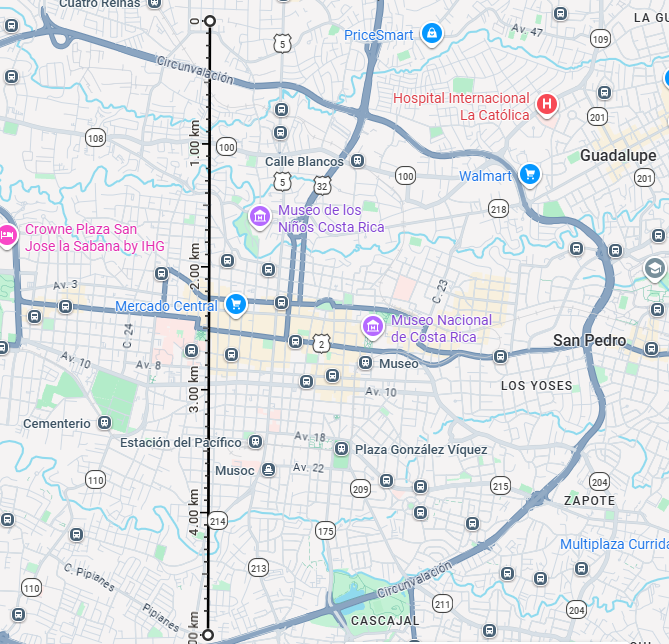 Cuatro Reinas
LA GU
0
5
PriceSmart
Av. 47
109
Circunvalación
Hospital Internacional
La Católica
201
108
1.00 km
100
Calle Blancos
Guadalupe
5
32
100
Walmart
201
218
Museo de los
Niños Costa Rica
Crowne Plaza San
Jose la Sabana by IHG
2.00 km
Av. 3
Mercado Central
C. 23
Museo Nacional
de Costa Rica
C. 24
2
San Pedro
Av. 10
Av. 8
Museo
LOS YOSES
Av. 10
3.00 km
Cementerio
Estación del Pacífico
Av. 18
Plaza González Víquez
Musoc
Av. 22
110
209
215
204
ZAPOTE
4.00 km
214
175
Multiplaza Currida
213
C. Pipianes
Circunvalación
110
Pipianes
211
204
CASCAJAL
00 km